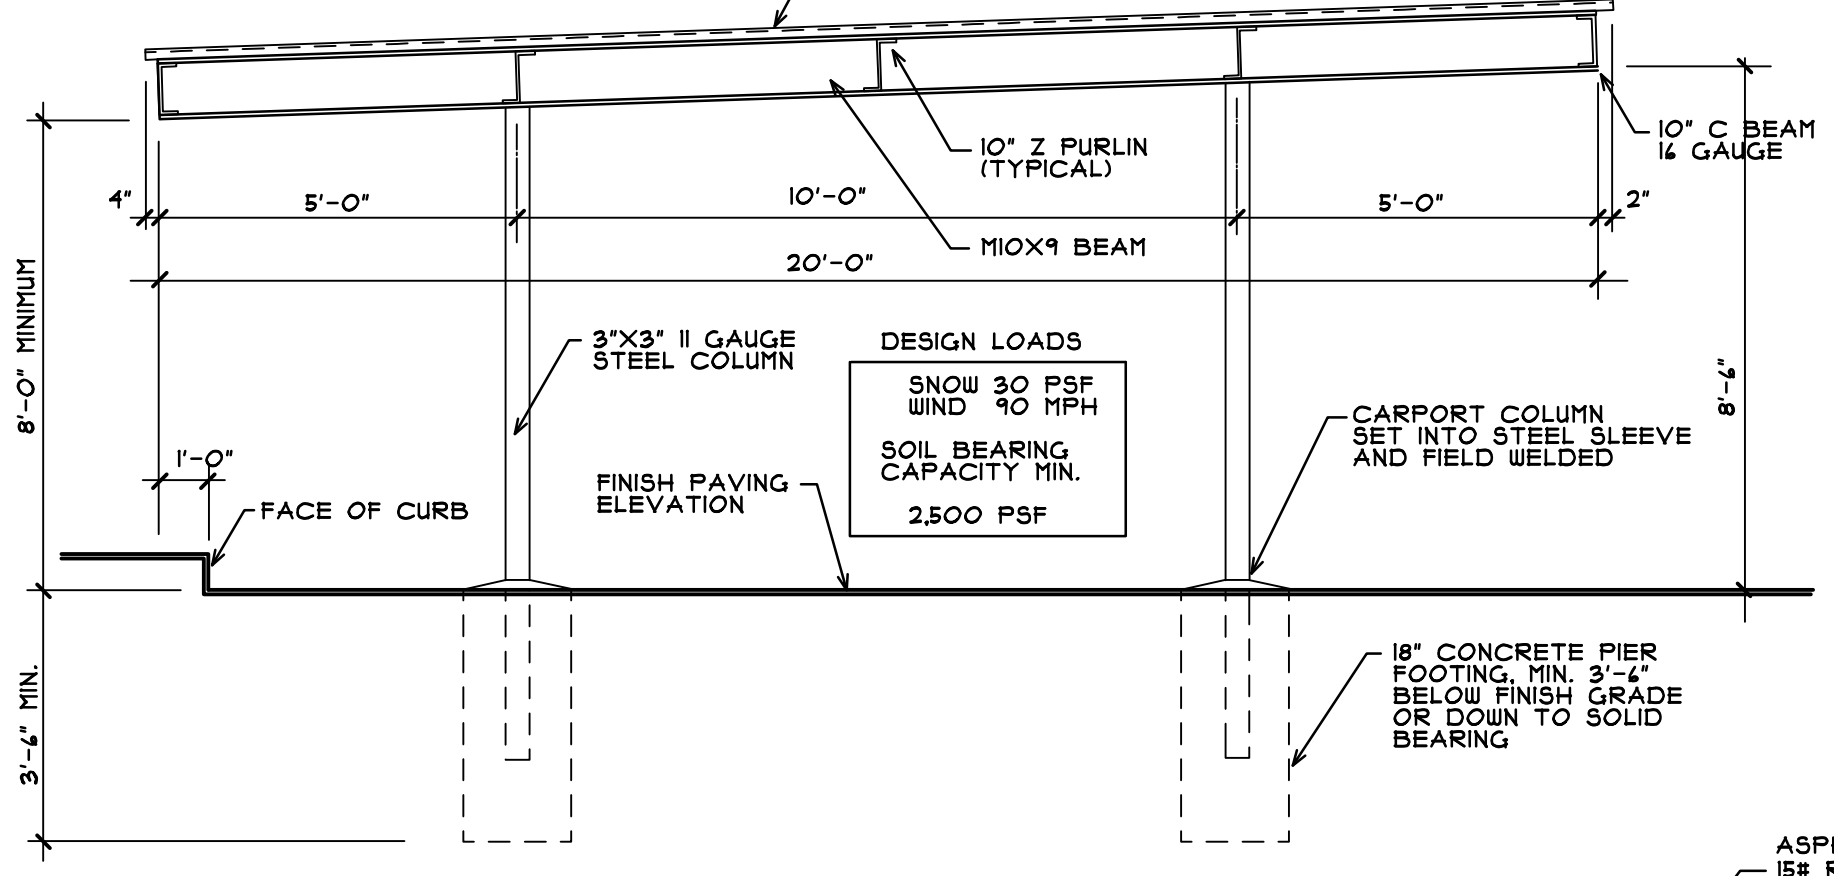 10" Z PURLIN
(TYPICAL)
10" C BEAM
16 GAUGE
4"
5'-0"
10'-0"
5'-0"
2"
M10X9 BEAM
20'-0"
8'-0" MINIMUM
3"X3" 11 GAUGE
STEEL COLUMN
DESIGN LOADS
SNOW 30 PSF
WIND 90 MPH
SOIL BEARING
CAPACITY MIN.
2,500 PSF
8'-6"
CARPORT COLUMN
SET INTO STEEL SLEEVE
AND FIELD WELDED
1'-0"
FACE OF CURB
FINISH PAVING
ELEVATION
3'-6" MIN.
18" CONCRETE PIER
FOOTING, MIN. 3'-6"
BELOW FINISH GRADE
OR DOWN TO SOLID
BEARING
15#